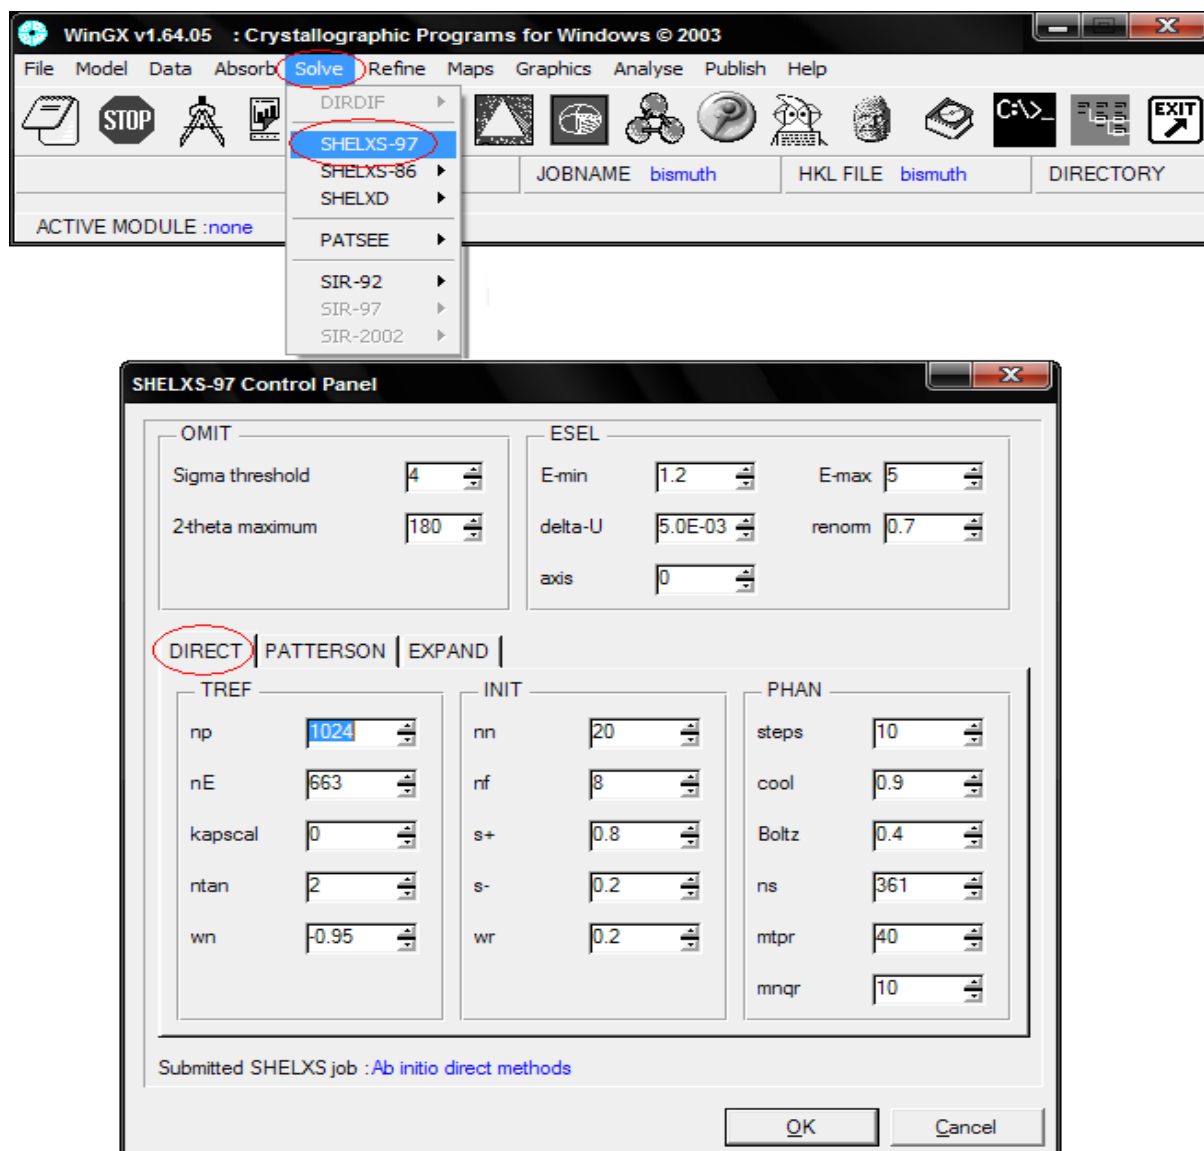 WinGX v1.64.05 : Crystallographic Programs for Windows © 2003
File Model Data Absorb Solve Refine Maps Graphics Analyse Publish Help
DIRDIF
STOP
C:\>_
EXIT
SHELXS-97
SHELXS-86
JOBNAME bismuth HKL FILE bismuth DIRECTORY
SHELXD
ACTIVE MODULE :none
PATSEE
SIR-92
SIR-97
SIR-2002
SHELXS-97 Control Panel
OMIT ESEL
Sigma threshold 4 E-min 1.2 E-max 5
2-theta maximum 180 delta-U 5.0E-03 renorm 0.7
axis 0
DIRECT PATTERSON EXPAND
TREF INIT PHAN
np 1024 nn 20 steps 10
nE 663 nf 8 cool 0.9
kapscal 0 s+ 0.8 Boltz 0.4
ntan 2 s- 0.2 ns 361
wn -0.95 wr 0.2 mtpr 40
mnqr 10
Submitted SHELXS job : Ab initio direct methods
OK Cancel